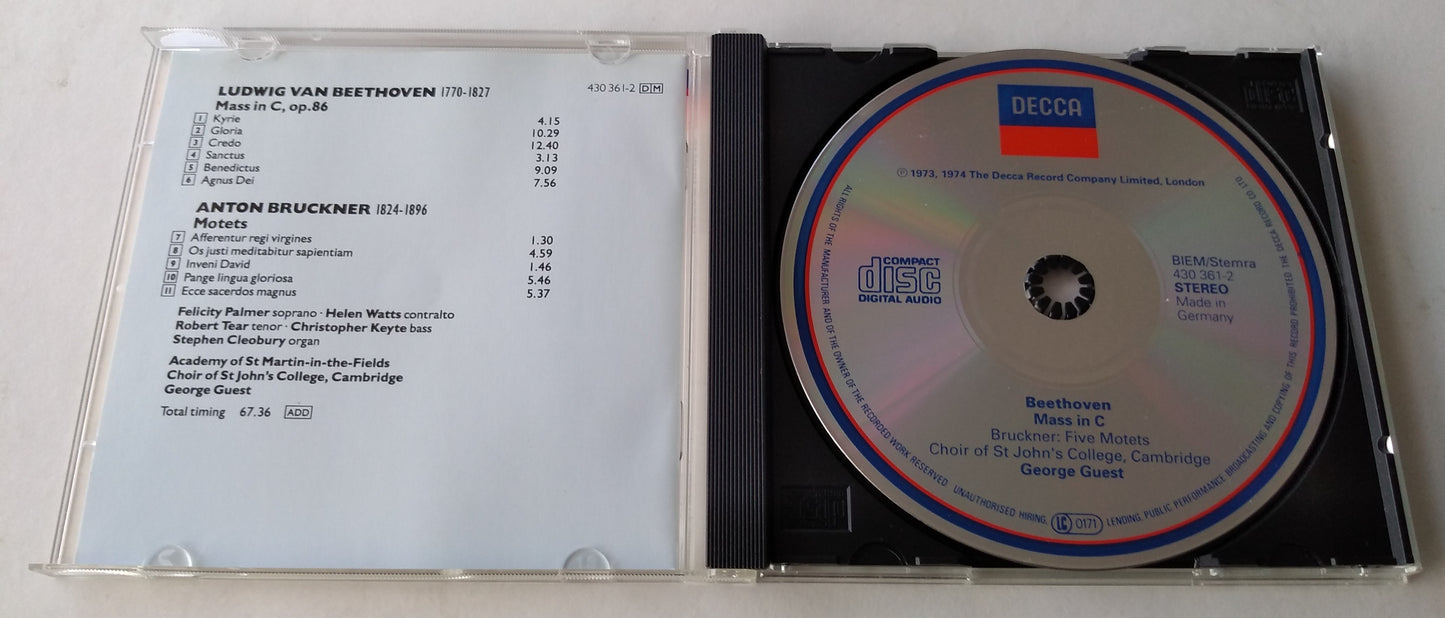 LUDWIG VAN BEETHOVEN 1770-1827 430 361-2 DM
Mass in C, op.86
1 Kyrie 4.15
2 Gloria 10.29
3 Credo 12.40
4 Sanctus 3.13
5 Benedictus 9.09
6 Agnus Dei 7.56
ANTON BRUCKNER 1824-1896
Motets
7 Afferentur regi virgines 1.30
8 Os justi meditabitur sapientiam 4.59
9 Inveni David 1.46
10 Pange lingua gloriosa 5.46
11 Ecce sacerdos magnus 5.37
Felicity Palmer soprano · Helen Watts contralto
Robert Tear tenor · Christopher Keyte bass
Stephen Cleobury organ
Academy of St Martin-in-the-Fields
Choir of St John's College, Cambridge
George Guest
Total timing 67.36 ADD
DECCA
℗ 1973, 1974 The Decca Record Company Limited, London
COMPACT
disc
DIGITAL AUDIO
BIEM/Stemra
430 361-2
STEREO
Made in
Germany
Beethoven
Mass in C
Bruckner: Five Motets
Choir of St John's College, Cambridge
George Guest
ALL RIGHTS OF THE MANUFACTURER AND OF THE OWNER OF THE RECORDED WORK RESERVED UNAUTHORISED HIRING, LC 0171 LENDING, PUBLIC PERFORMANCE BROADCASTING AND COPYING OF THIS RECORD PROHIBITED THE DECCA RECORD CO LTD.